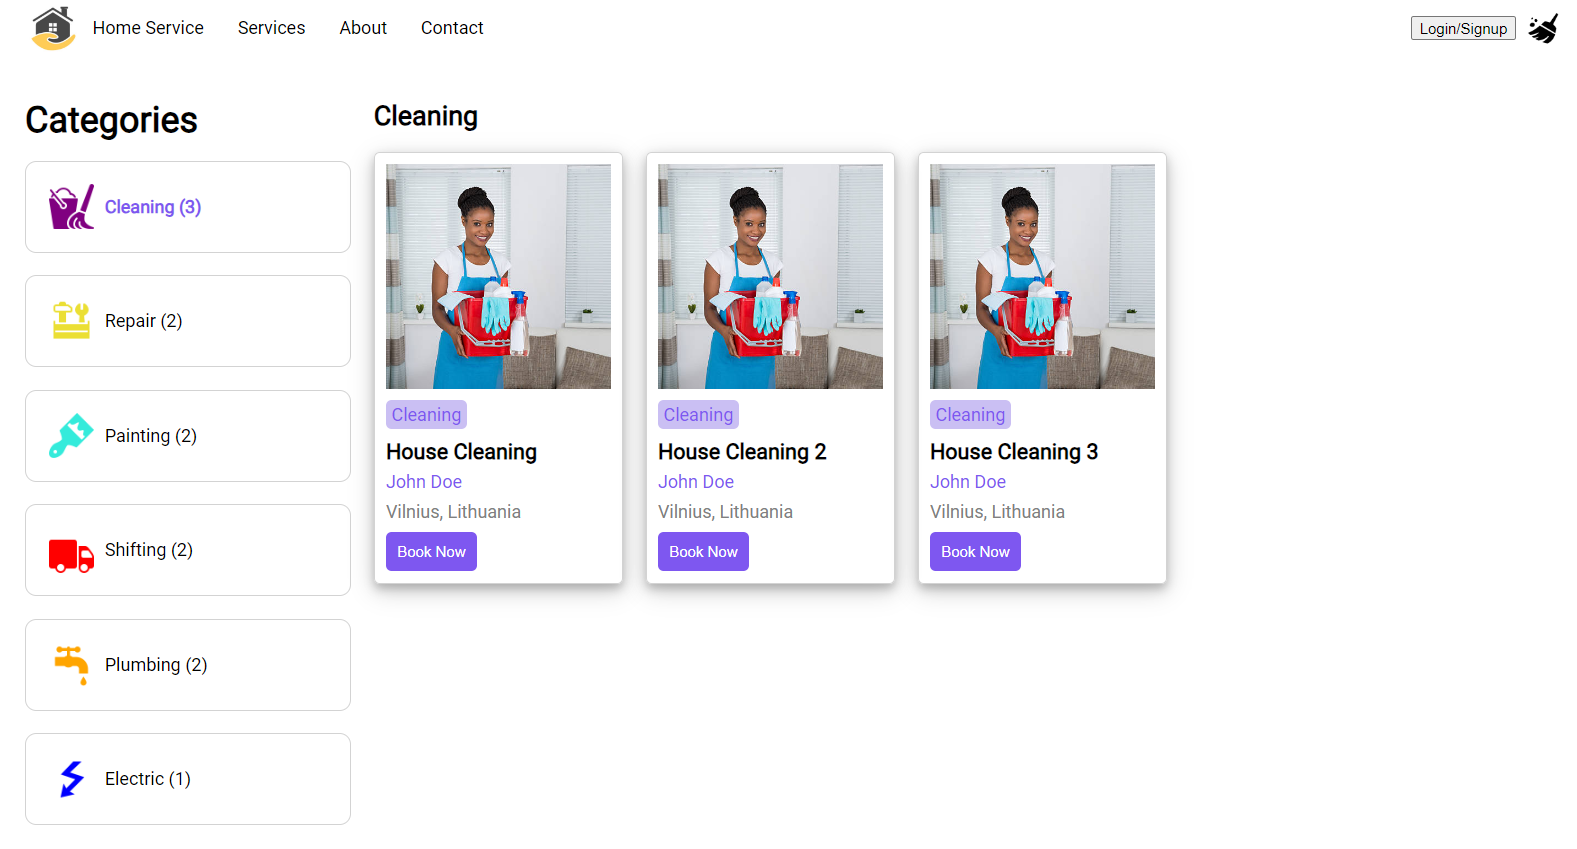 Home Service
Services
About
Contact
Login/Signup
Categories
Cleaning (3)
Repair (2)
Painting (2)
Shifting (2)
Plumbing (2)
Electric (1)
Cleaning
Cleaning
House Cleaning
John Doe
Vilnius, Lithuania
Book Now
Cleaning
House Cleaning 2
John Doe
Vilnius, Lithuania
Book Now
Cleaning
House Cleaning 3
John Doe
Vilnius, Lithuania
Book Now